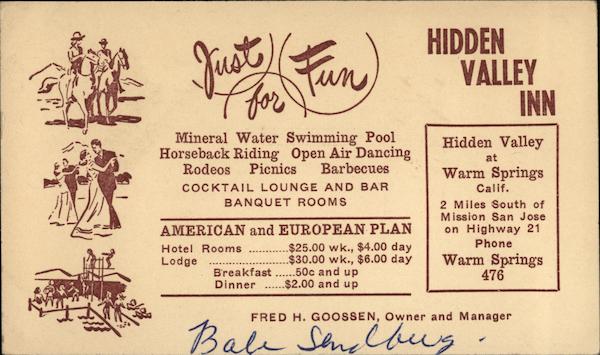 Just
for
Fun
Mineral Water Swimming Pool
Horseback Riding Open Air Dancing
Rodeos Picnics Barbecues
COCKTAIL LOUNGE AND BAR
BANQUET ROOMS
AMERICAN and EUROPEAN PLAN
Hotel Rooms ............$25.00 wk., $4.00 day
Lodge ........................$30.00 wk., $6.00 day
Breakfast .....50c and up
Dinner .....$2.00 and up
HIDDEN
VALLEY
INN
Hidden Valley
at
Warm Springs
Calif.
2 Miles South of
Mission San Jose
on Highway 21
Phone
Warm Springs
476
FRED H. GOOSSEN, Owner and Manager